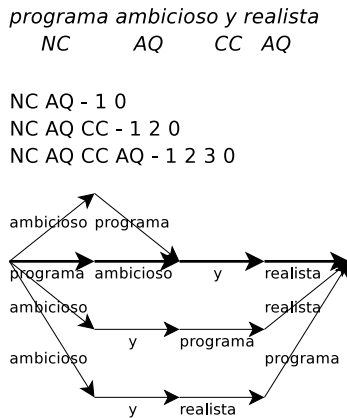 programa ambicioso y realista
NC AQ CC AQ
NC AQ - 1 0
NC AQ CC - 1 2 0
NC AQ CC AQ - 1 2 3 0
ambicioso programa
programa ambicioso y realista
ambicioso realista
y programa
ambicioso programa
y realista